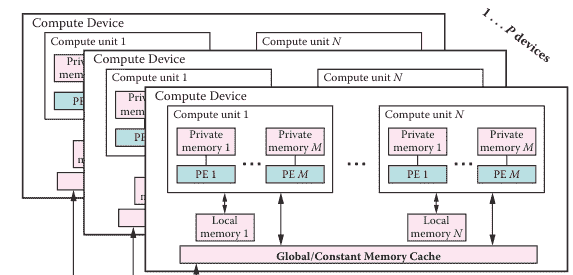 Compute Device
Compute unit 1
Compute unit N
1 . . . P devices
Compute Device
Compute unit 1
Compute unit N
PE
Compute Device
Compute unit 1
Compute unit N
Private memory 1
Private memory M
Private memory 1
Private memory M
PE 1
PE M
PE 1
PE M
Local memory 1
Local memory N
Global/Constant Memory Cache